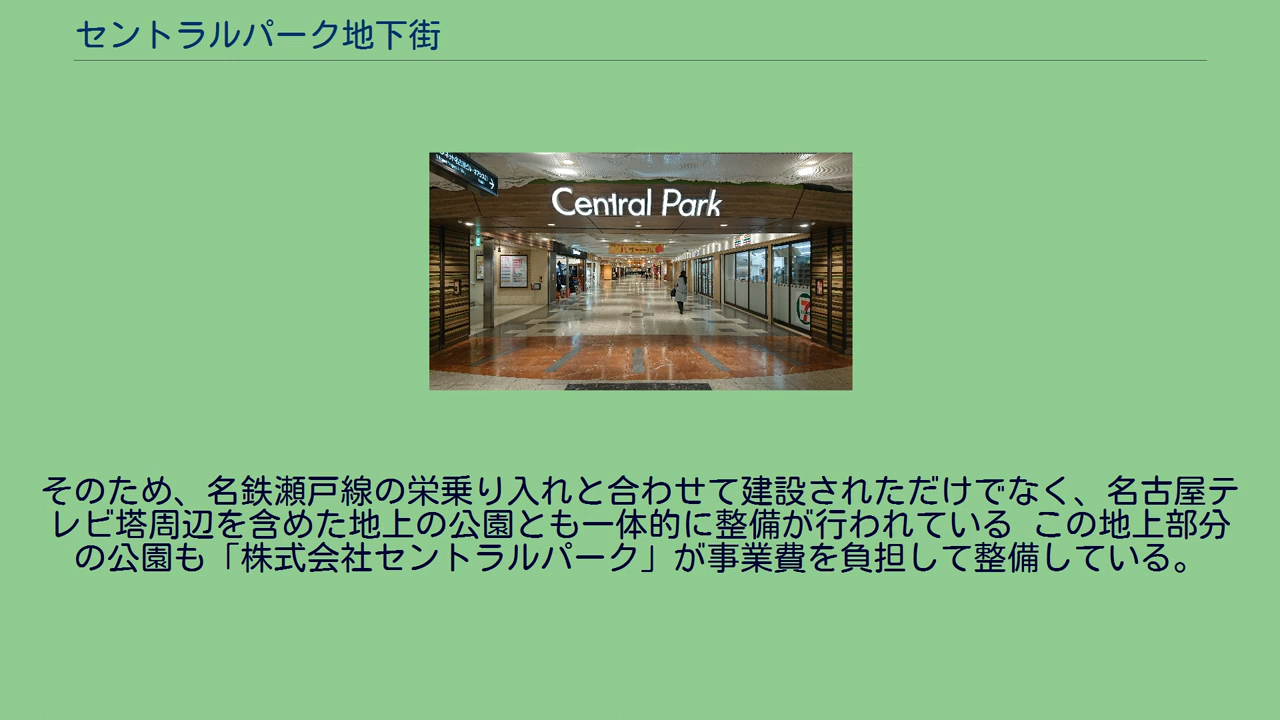 セントラルパーク地下街
Central Park
そのため、名鉄瀬戸線の栄乗り入れと合わせて建設されただけでなく、名古屋テ
レビ塔周辺を含めた地上の公園とも一体的に整備が行われている この地上部分
の公園も「株式会社セントラルパーク」が事業費を負担して整備している。